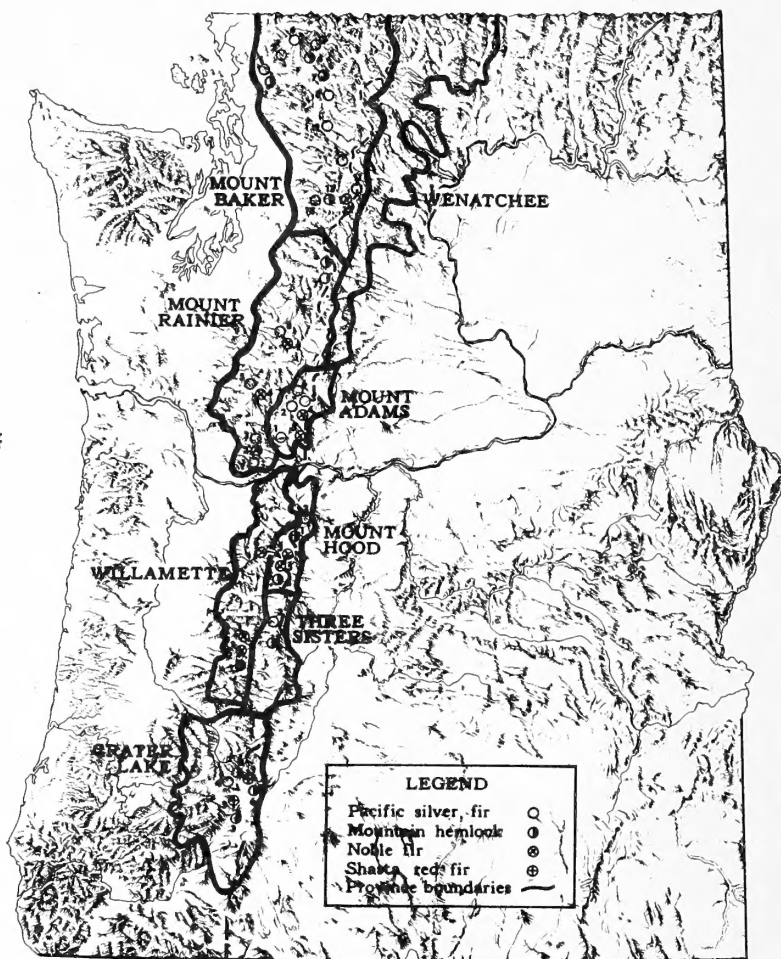 MOUNT
BAKER
WENATCHEE
MOUNT
RAINIER
MOUNT
ADAMS
MOUNT
HOOD
WILLAMETTE
THREE
SISTERS
CRATER
LAKE
LEGEND
Pacific silver fir
Mountain hemlock
Noble fir
Shasta red fir
Province boundaries